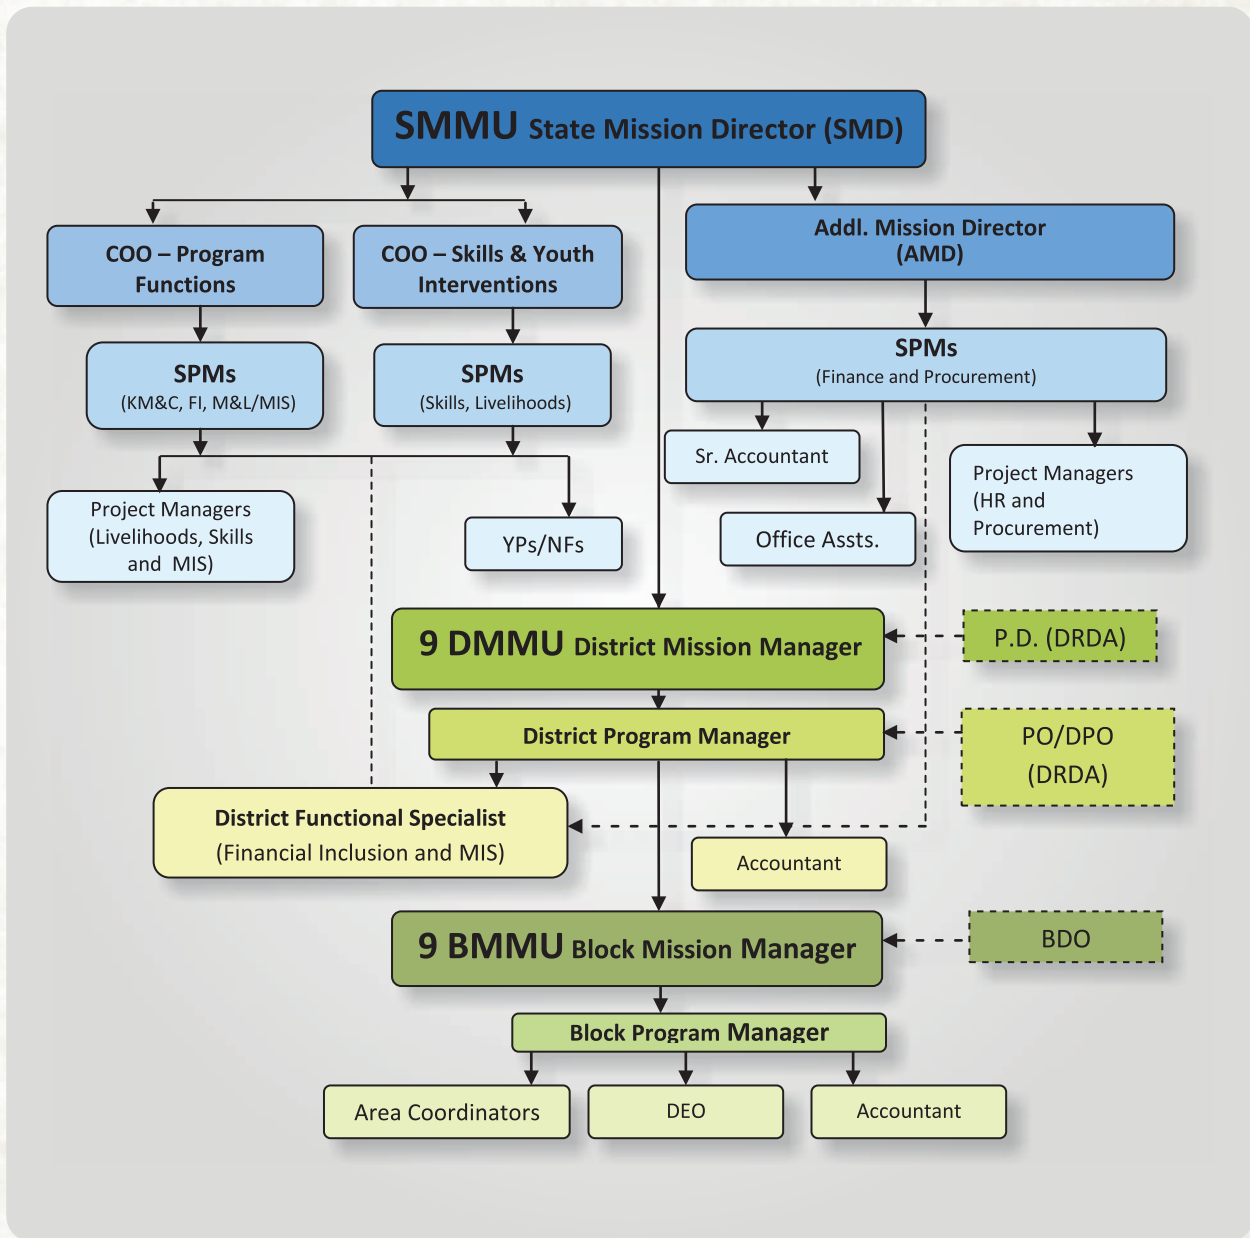 SMMU State Mission Director (SMD)
COO – Program
Functions
COO – Skills & Youth
Interventions
Addl. Mission Director
(AMD)
SPMs
(KM&C, FI, M&L/MIS)
SPMs
(Skills, Livelihoods)
SPMs
(Finance and Procurement)
Sr. Accountant
Project Managers
(HR and
Procurement)
Project Managers
(Livelihoods, Skills
and MIS)
YPs/NFs
Office Assts.
9 DMMU District Mission Manager
P.D. (DRDA)
District Program Manager
PO/DPO
(DRDA)
District Functional Specialist
(Financial Inclusion and MIS)
Accountant
9 BMMU Block Mission Manager
BDO
Block Program Manager
Area Coordinators
DEO
Accountant